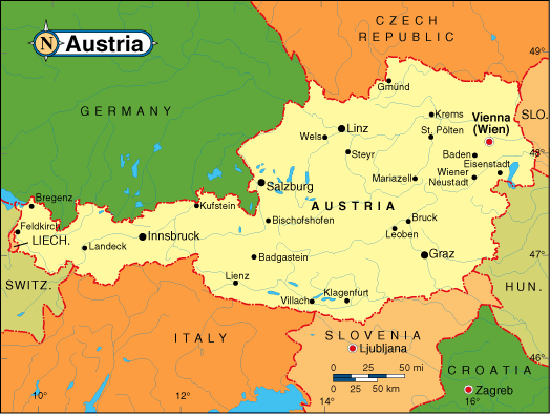 N Austria
CZECH
REPUBLIC
49°
GERMANY
Gmünd
SLO.
Krems
Vienna
(Wien)
Linz
St. Pölten
Wels
48°
Steyr
Baden
Eisenstadt
Mariazell
Wiener
Neustadt
Salzburg
Bregenz
Kufstein
AUSTRIA
Feldkirch
Bischofshofen
Bruck
LIECH.
Innsbruck
Leoben
Landeck
Badgastein
Graz
47°
SWITZ.
Lienz
HUN.
Klagenfurt
Villach
ITALY
SLOVENIA
Ljubljana
0 25 50 mi
0 25 50 km
CROATIA
Zagreb
10° 12° 14° 16°